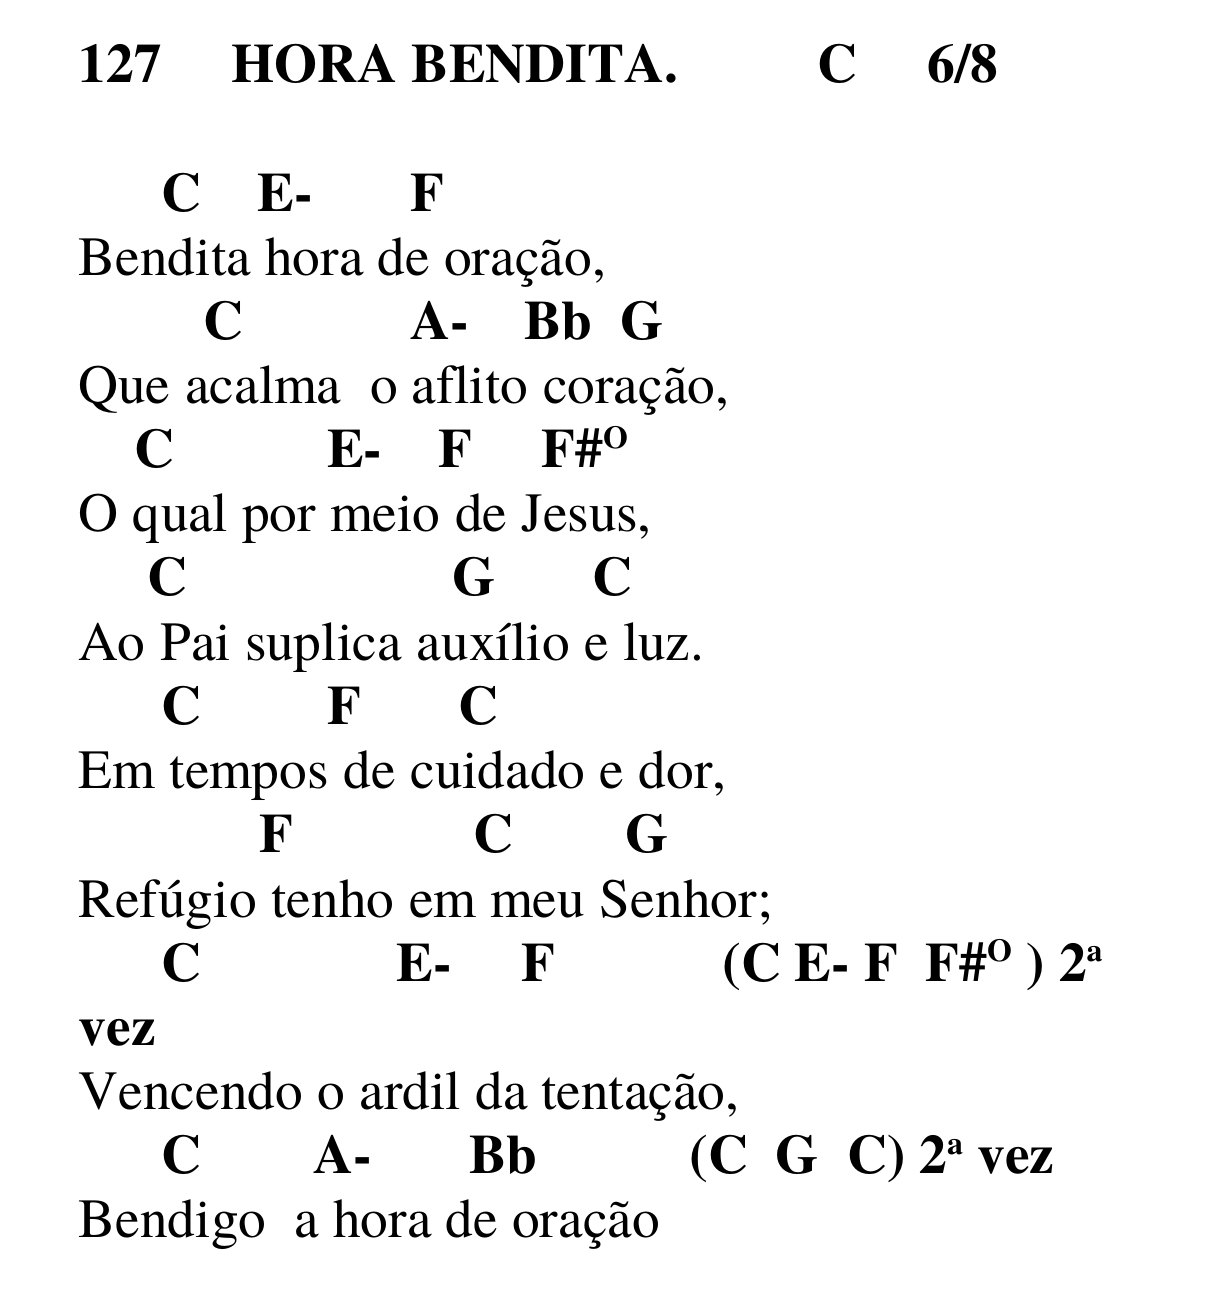 127 HORA BENDITA. C 6/8
C E- F
Bendita hora de oração,
C A- Bb G
Que acalma o aflito coração,
C E- F F#º
O qual por meio de Jesus,
C G C
Ao Pai suplica auxílio e luz.
C F C
Em tempos de cuidado e dor,
F C G
Refúgio tenho em meu Senhor;
C E- F (C E- F F#º ) 2ª
vez
Vencendo o ardil da tentação,
C A- Bb (C G C) 2ª vez
Bendigo a hora de oração